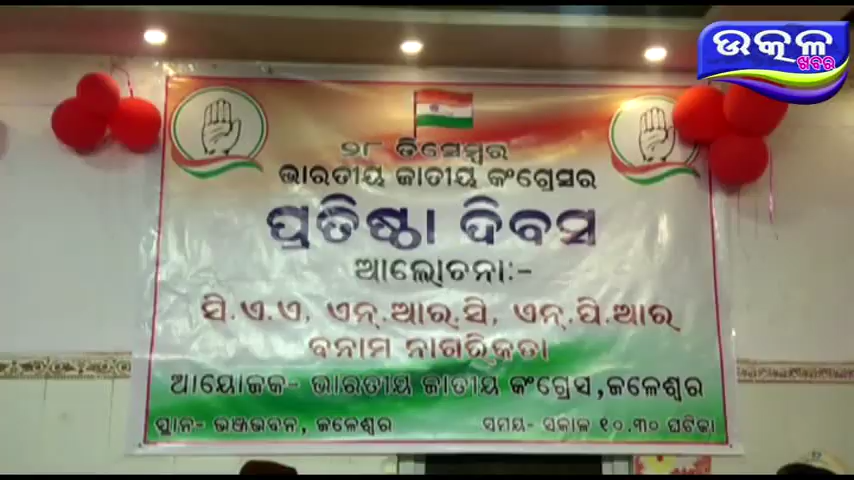 ଉତ୍କଳ
ଖବର
୨୮ ଡିସେମ୍ବର
ଭାରତୀୟ ଜାତୀୟ କଂଗ୍ରେସର
ପ୍ରତିଷ୍ଠା ଦିବସ
ଆଲୋଚନା:-
ସି.ଏ.ଏ, ଏନ୍.ଆର୍.ସି, ଏନ୍.ପି.ଆର୍
ବନାମ ନାଗରିକତା
ଆୟୋଜକ- ଭାରତୀୟ ଜାତୀୟ କଂଗ୍ରେସ,ଜଳେଶ୍ୱର
ସ୍ଥାନ- ଭଞ୍ଜଭବନ, ଜଳେଶ୍ୱର ସମୟ- ସକାଳ ୧୦.୩୦ ଘଟିକା